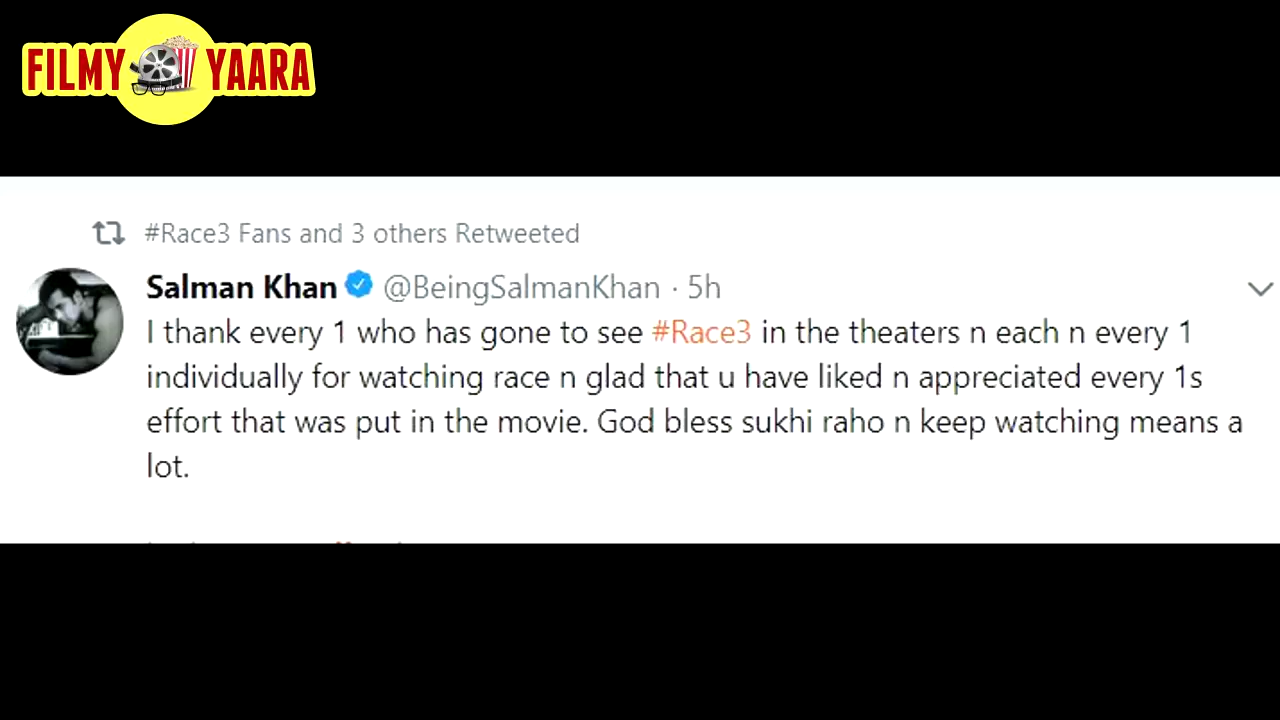 FILMY YAARA
#Race3 Fans and 3 others Retweeted
Salman Khan @BeingSalmanKhan · 5h
I thank every 1 who has gone to see #Race3 in the theaters n each n every 1
individually for watching race n glad that u have liked n appreciated every 1s
effort that was put in the movie. God bless sukhi raho n keep watching means a
lot.